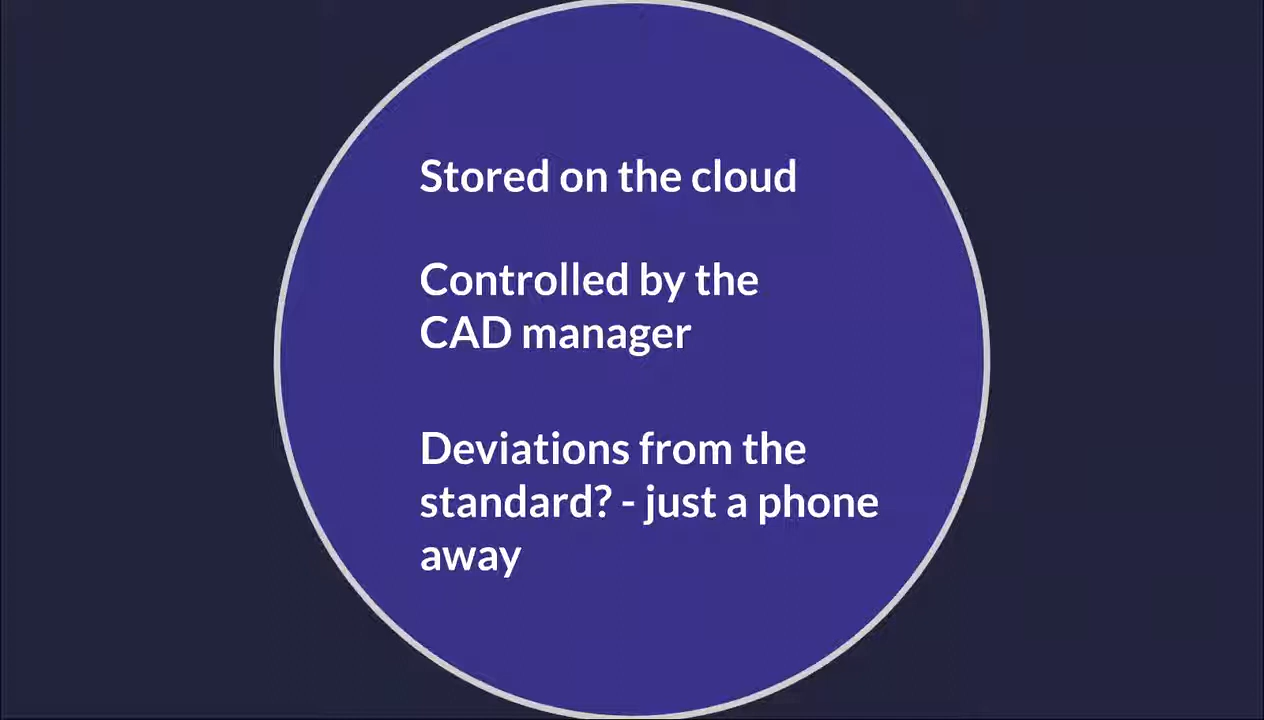 Stored on the cloud
Controlled by the
CAD manager
Deviations from the
standard? - just a phone
away